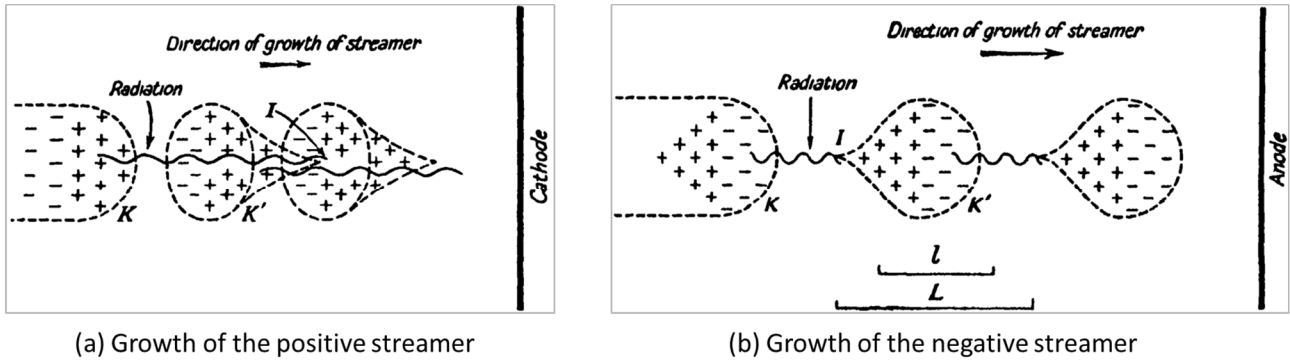 Direction of growth of streamer
Radiation
I
K
K'
Cathode
(a) Growth of the positive streamer
Direction of growth of streamer
Radiation
I
K
K'
l
L
Anode
(b) Growth of the negative streamer